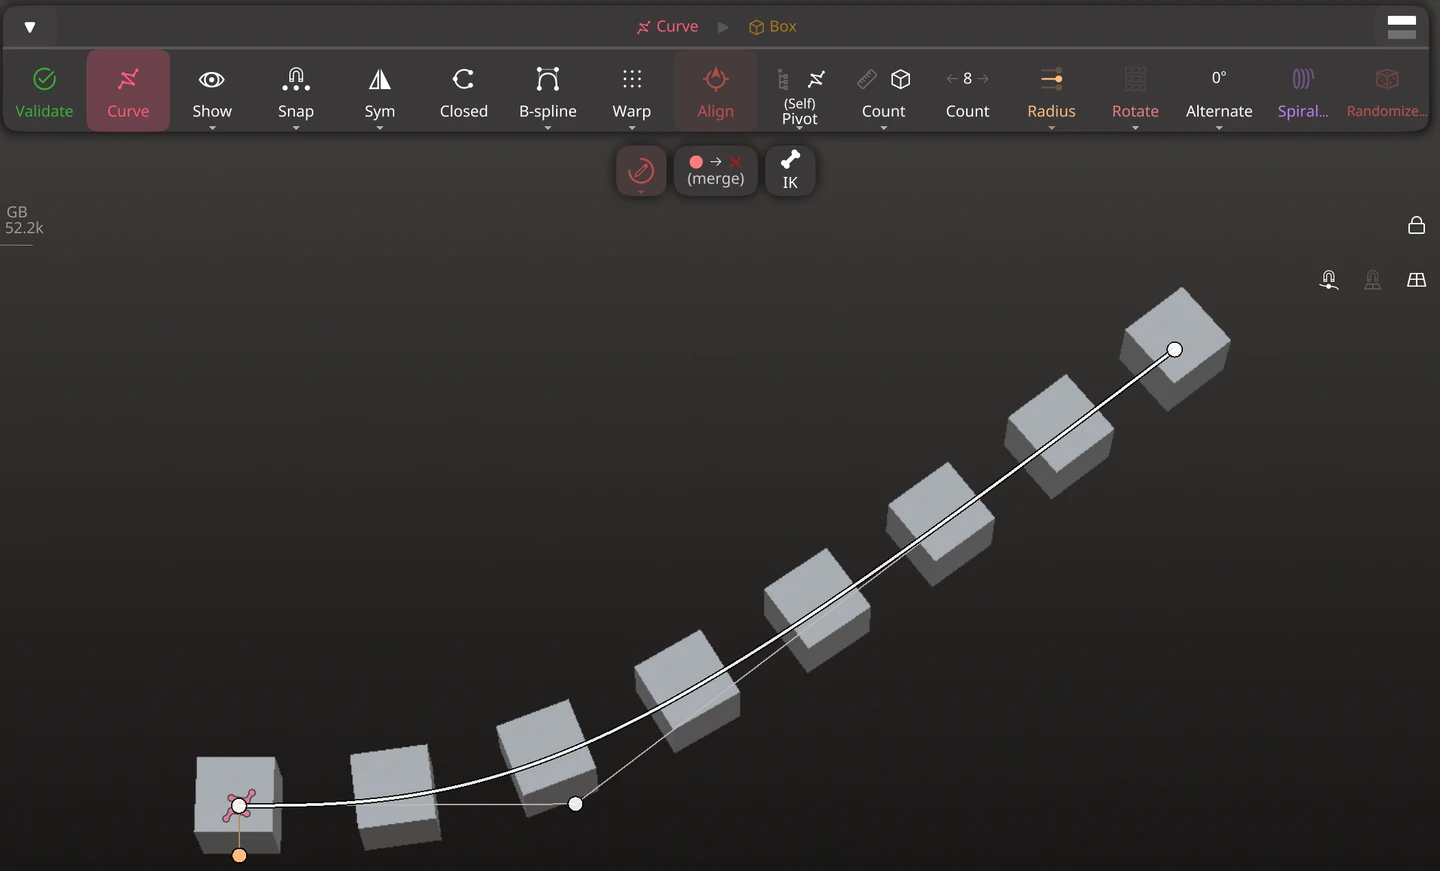 Curve Box
Validate
Curve
Show
Snap
Sym
Closed
B-spline
Warp
Align
(Self)
Pivot
Count
8
Count
Radius
Rotate
0°
Alternate
Spiral...
Randomize...
(merge)
IK
GB
52.2k